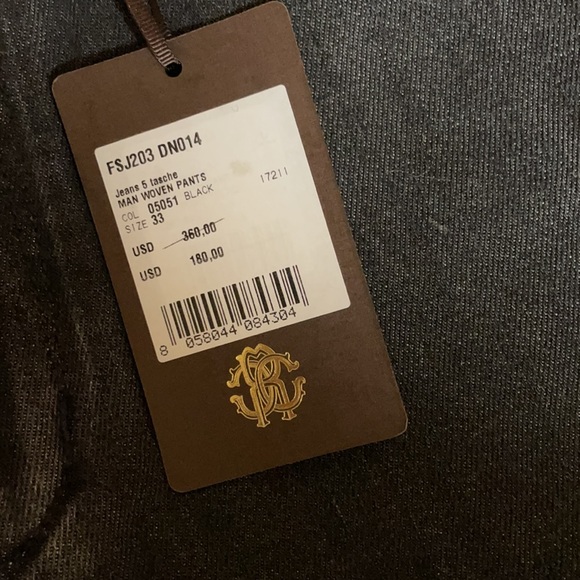 FSJ203 DN014
Jeans 5 tasche
MAN WOVEN PANTS 17211
COL 05051 BLACK
SIZE 33
USD 360,00
USD 180,00
8 058044 084304